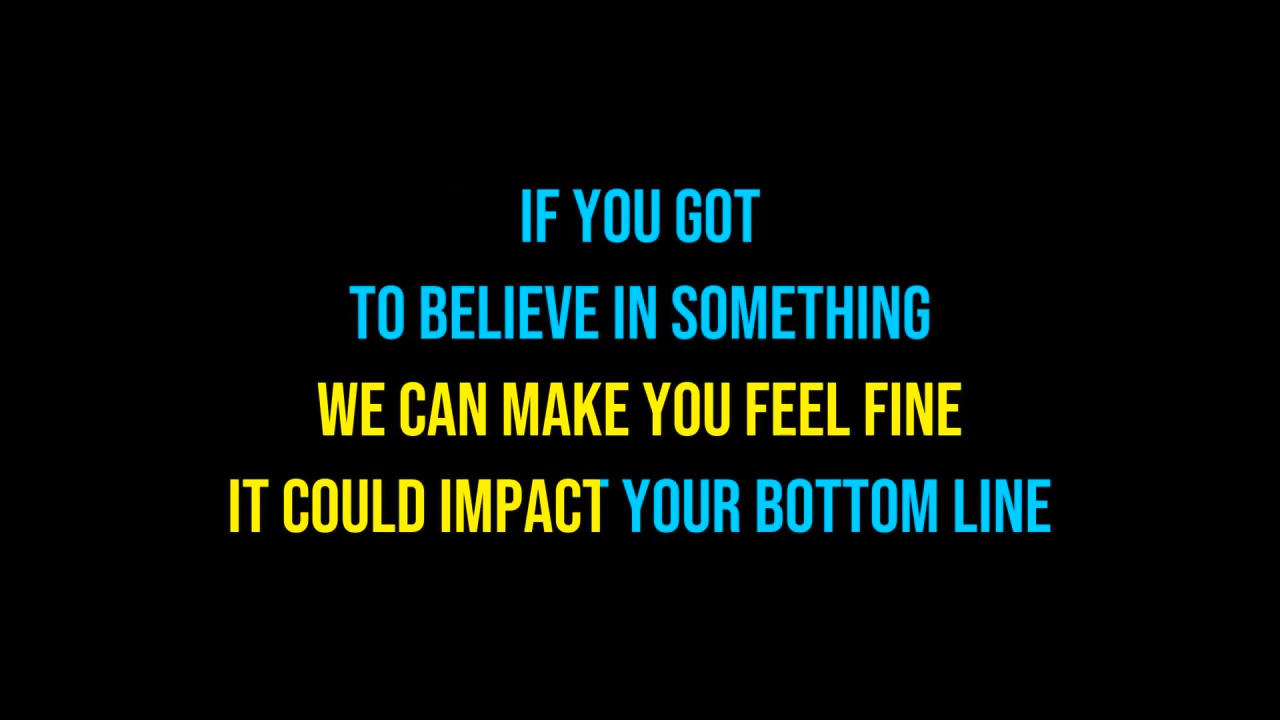 IF YOU GOT
TO BELIEVE IN SOMETHING
WE CAN MAKE YOU FEEL FINE
IT COULD IMPACT YOUR BOTTOM LINE